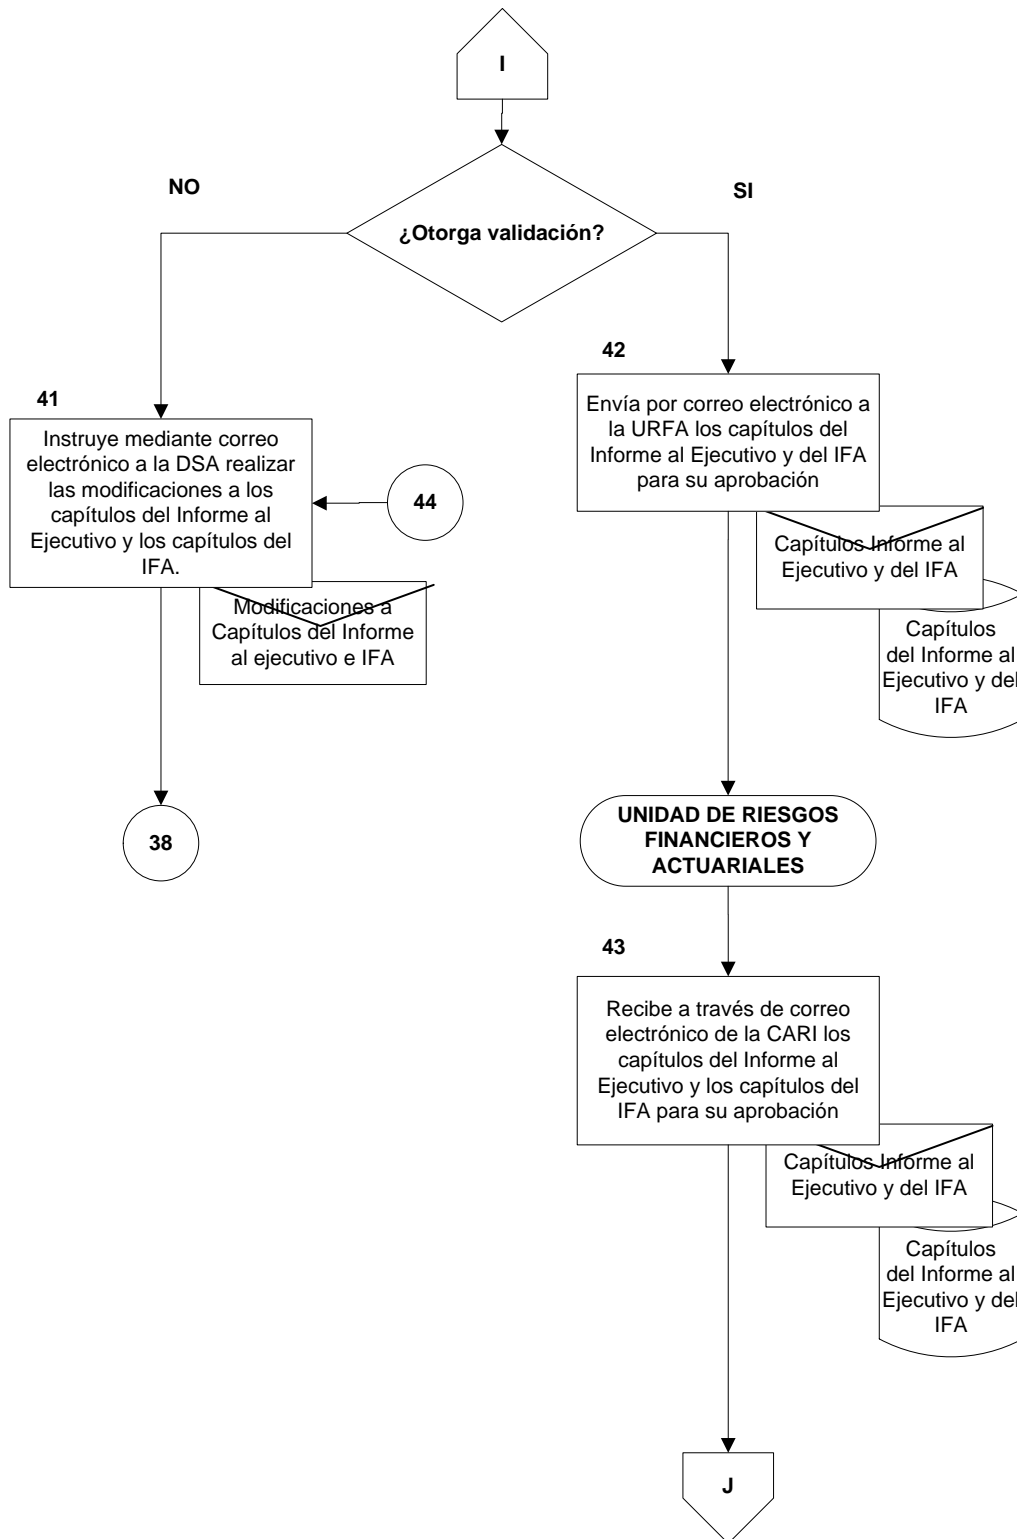 I
NO
SI
¿Otorga validación?
42
41
Envía por correo electrónico a
la URFA los capítulos del
Informe al Ejecutivo y del IFA
para su aprobación
Instruye mediante correo
electrónico a la DSA realizar
las modificaciones a los
capítulos del Informe al
Ejecutivo y los capítulos del
IFA.
44
Capítulos Informe al
Ejecutivo y del IFA
Modificaciones a
Capítulos del Informe
al ejecutivo e IFA
Capítulos
del Informe al
Ejecutivo y del
IFA
38
UNIDAD DE RIESGOS
FINANCIEROS Y
ACTUARIALES
43
Recibe a través de correo
electrónico de la CARI los
capítulos del Informe al
Ejecutivo y los capítulos del
IFA para su aprobación
Capítulos Informe al
Ejecutivo y del IFA
Capítulos
del Informe al
Ejecutivo y del
IFA
J